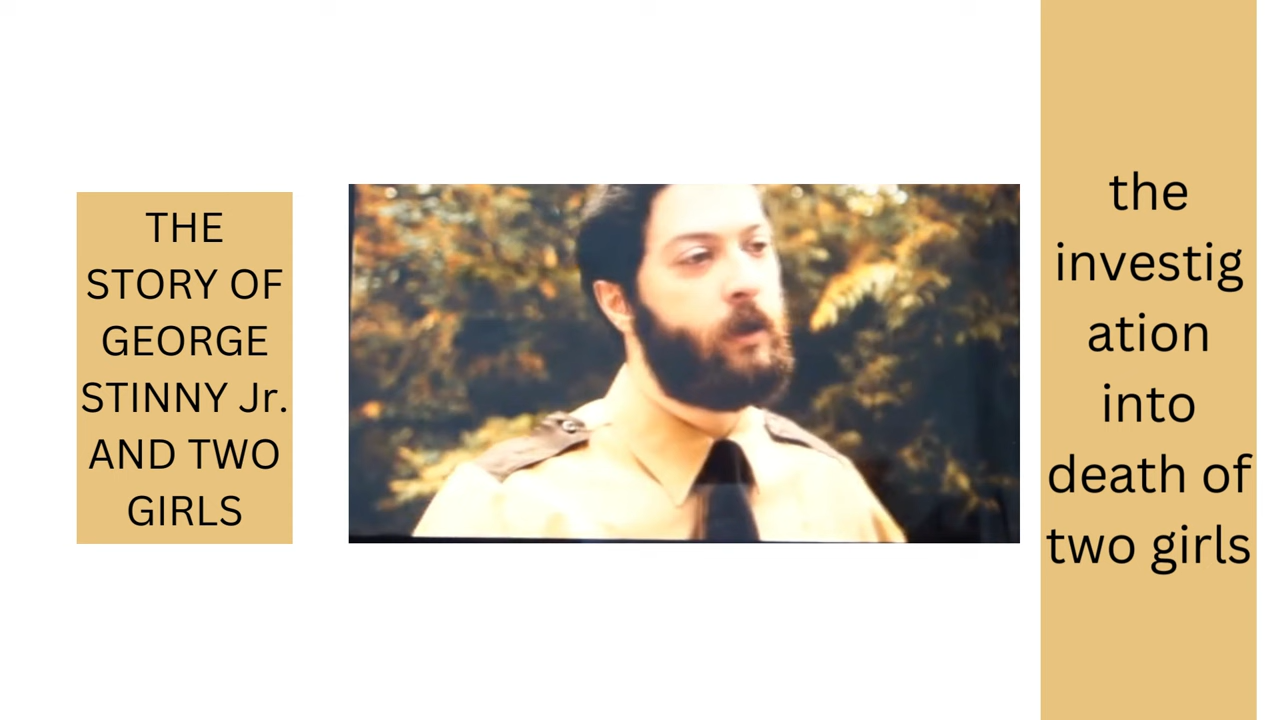 THE
STORY OF
GEORGE
STINNY Jr.
AND TWO
GIRLS
the
investig
ation
into
death of
two girls